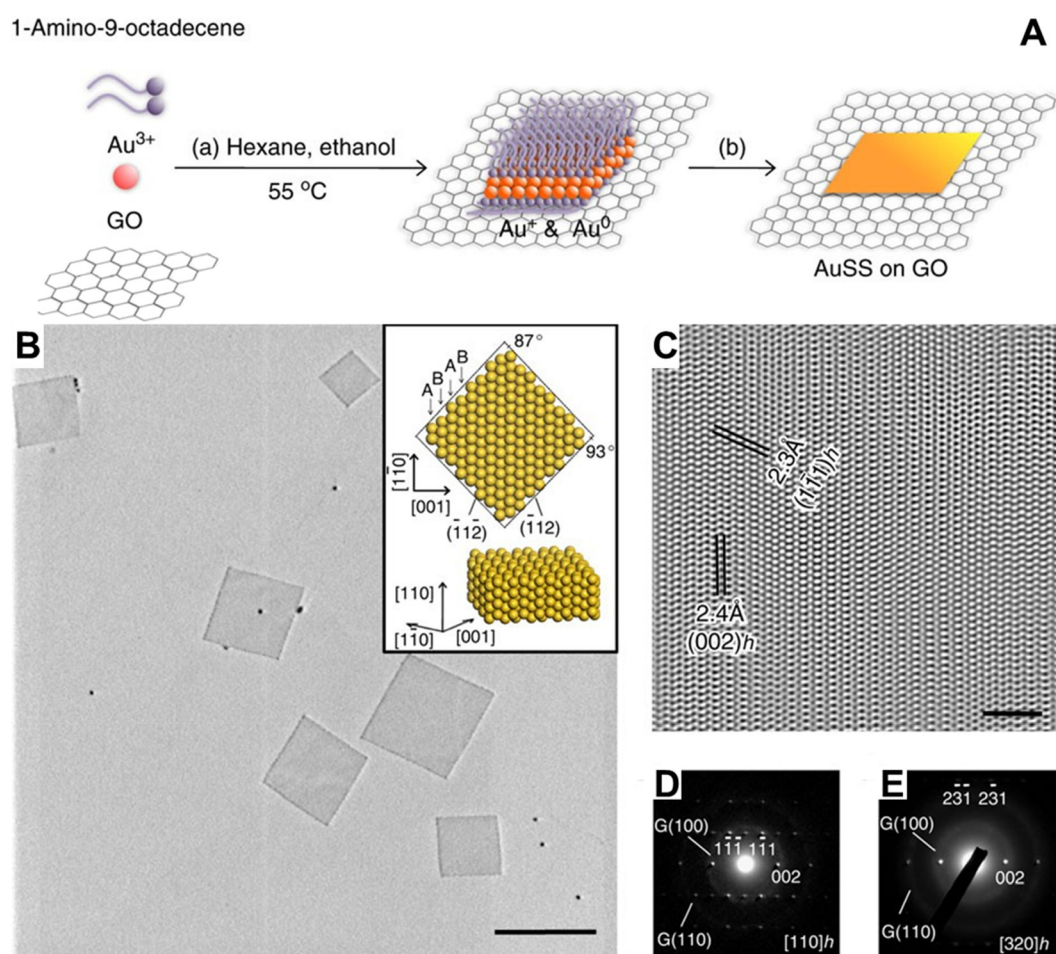 1-Amino-9-octadecene
A
Au³⁺
GO
(a) Hexane, ethanol
55 °C
Au⁺ & Au⁰
(b)
AuSS on GO
B
87°
A B A B
93°
[1̄10]
[001]
(1̄12̄)
(1̄12)
[110]
[11̄0]
[001]
C
2.3Å
(11̄1)h
2.4Å
(002)h
D
G(100)
11̄1̄ 11̄1
002
G(110)
[110]h
E
2̄31̄ 2̄31
G(100)
002
G(110)
[320]h